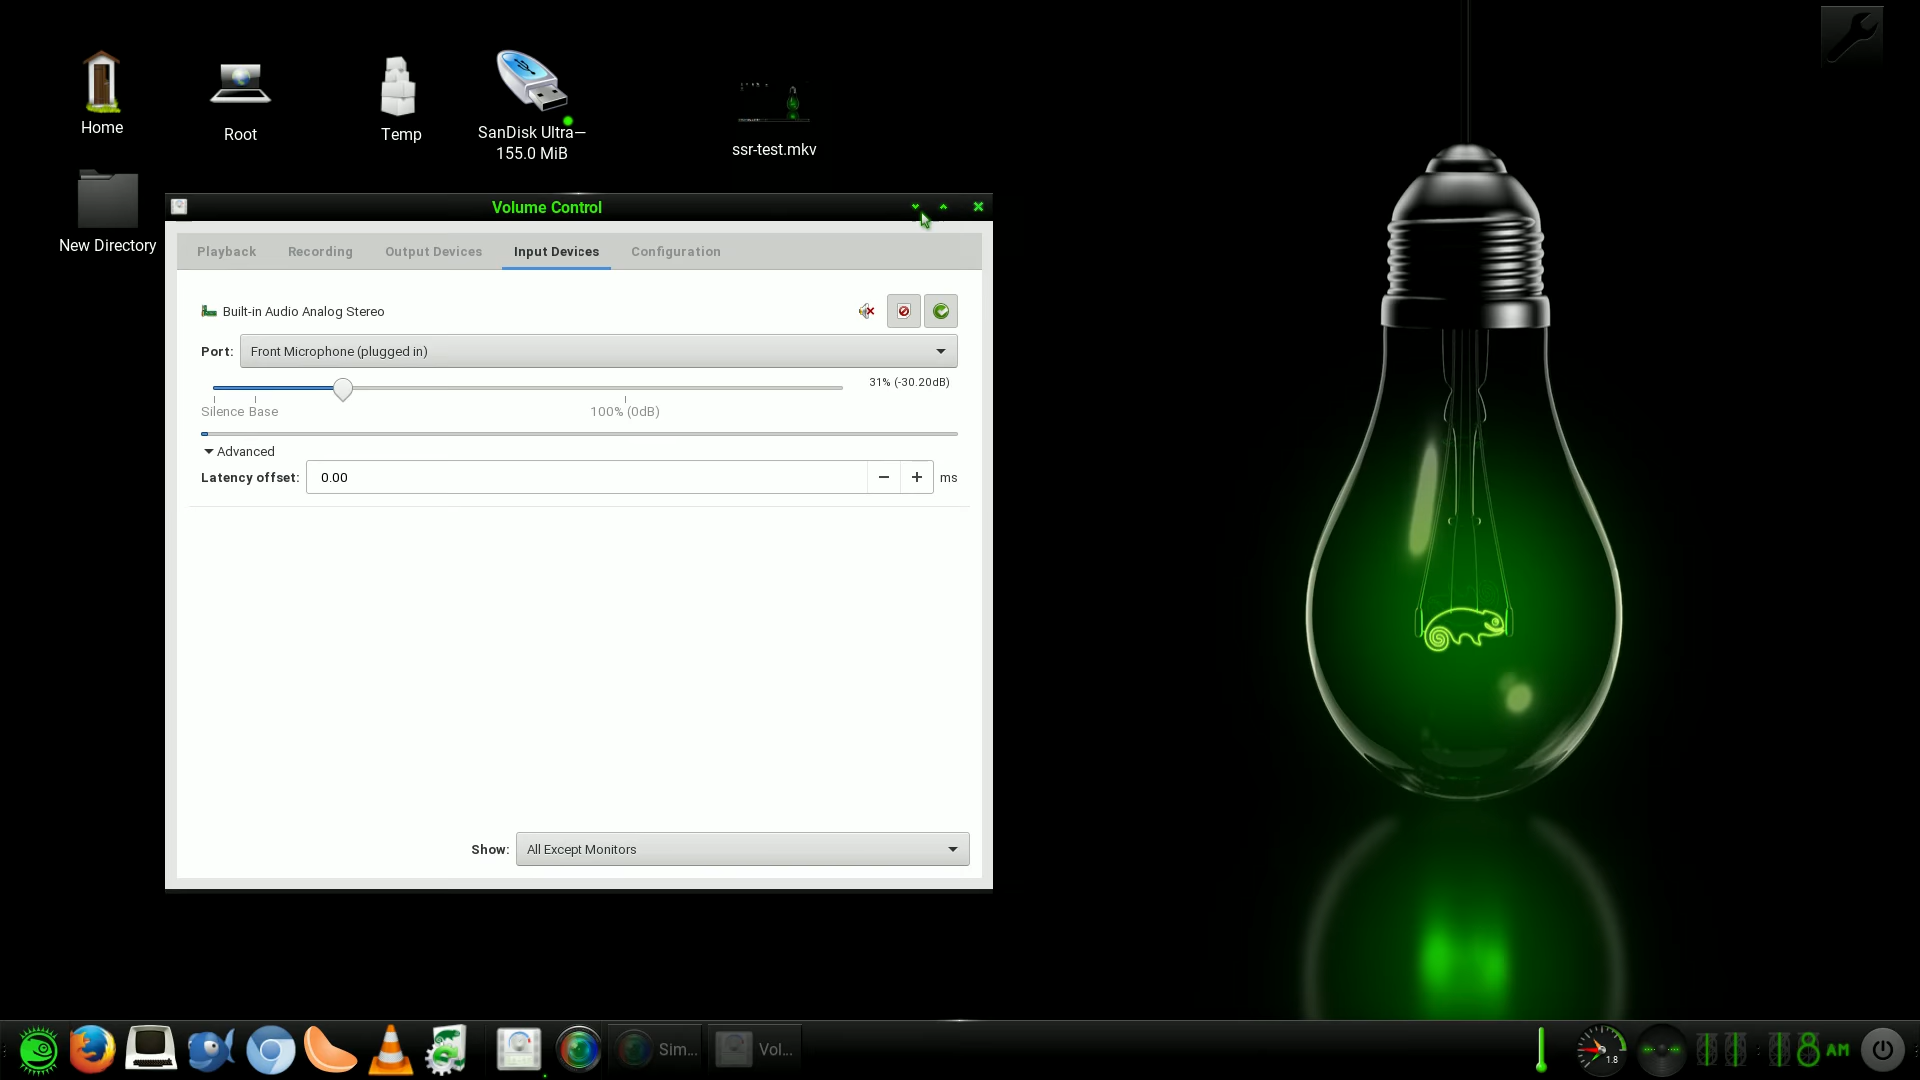 Home
Root
Temp
SanDisk Ultra—
155.0 MiB
ssr-test.mkv
New Directory
Volume Control
Playback Recording Output Devices Input Devices Configuration
Built-in Audio Analog Stereo
Port: Front Microphone (plugged in)
31% (-30.20dB)
Silence Base 100% (0dB)
Advanced
Latency offset: 0.00 ms
Show: All Except Monitors
Sim... Vol...
1.8
11 : 18 AM